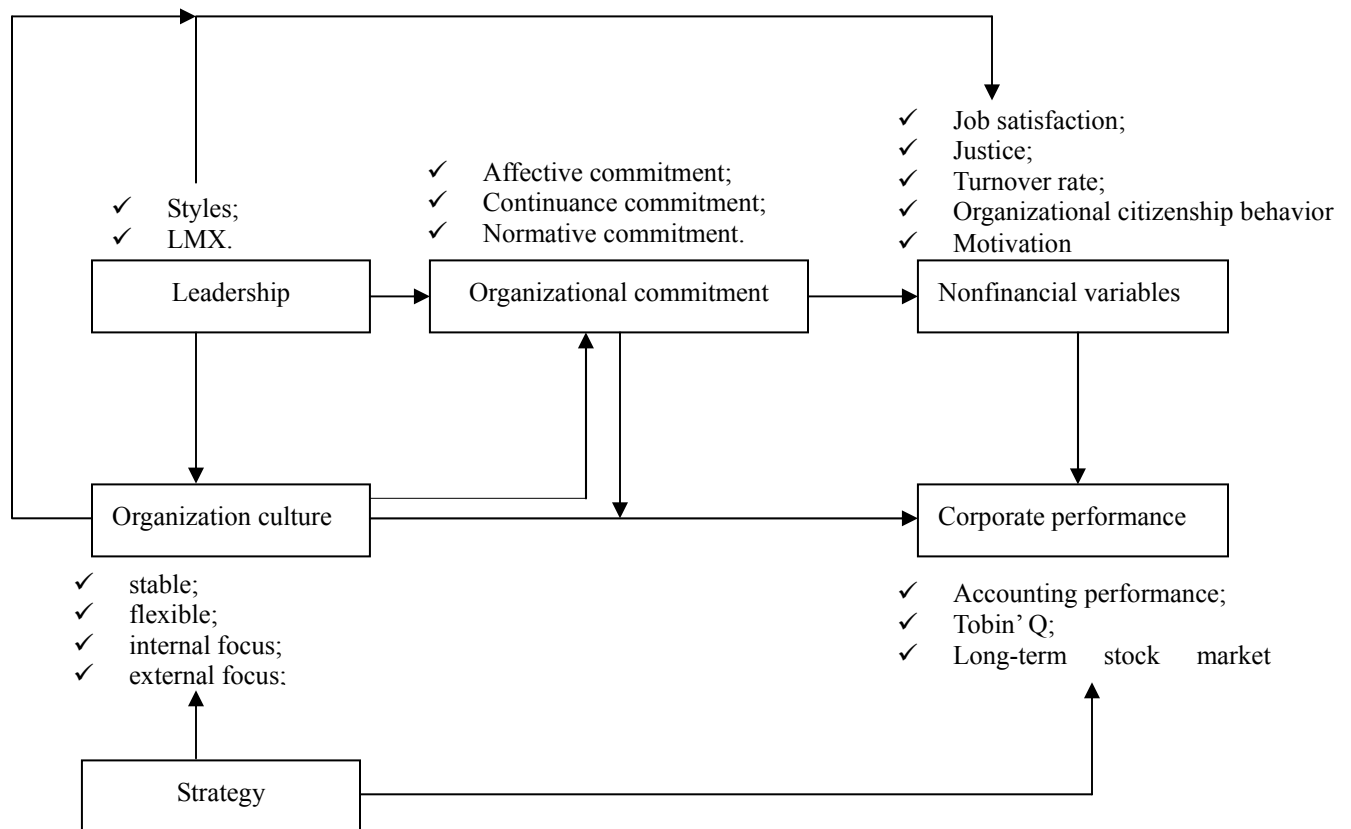 ✓ Job satisfaction;
✓ Justice;
✓ Turnover rate;
✓ Organizational citizenship behavior
✓ Motivation
✓ Affective commitment;
✓ Continuance commitment;
✓ Normative commitment.
✓ Styles;
✓ LMX.
Leadership
Organizational commitment
Nonfinancial variables
Organization culture
Corporate performance
✓ stable;
✓ flexible;
✓ internal focus;
✓ external focus;
✓ Accounting performance;
✓ Tobin' Q;
✓ Long-term stock market
Strategy